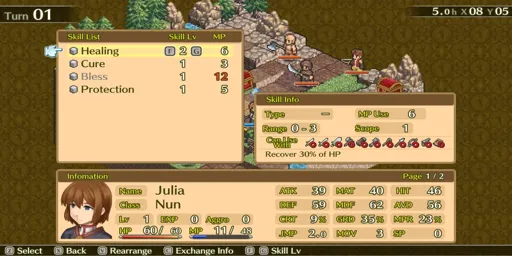 Turn 01
5.0h X08 Y05
Skill List Skill Lv MP
Healing F 2 G 6
Cure 1 3
Bless 1 12
Protection 1 5
Skill Info
Type - MP Use 6
Range 0 - 3 Scope 1
Can Use With
Recover 30% of HP
Infomation Page 1 / 2
Name Julia
Class Nun
Lv 1 EXP 0 Aggro 0
HP 60/ 60 MP 11/ 48
ATK 39 MAT 40 HIT 46
DEF 59 MDF 62 AVD 56
CRT 9% GRD 35% MFR 23%
JMP 2.0 MOV 3 SP 0
Select Back Rearrange Exchange Info Skill Lv